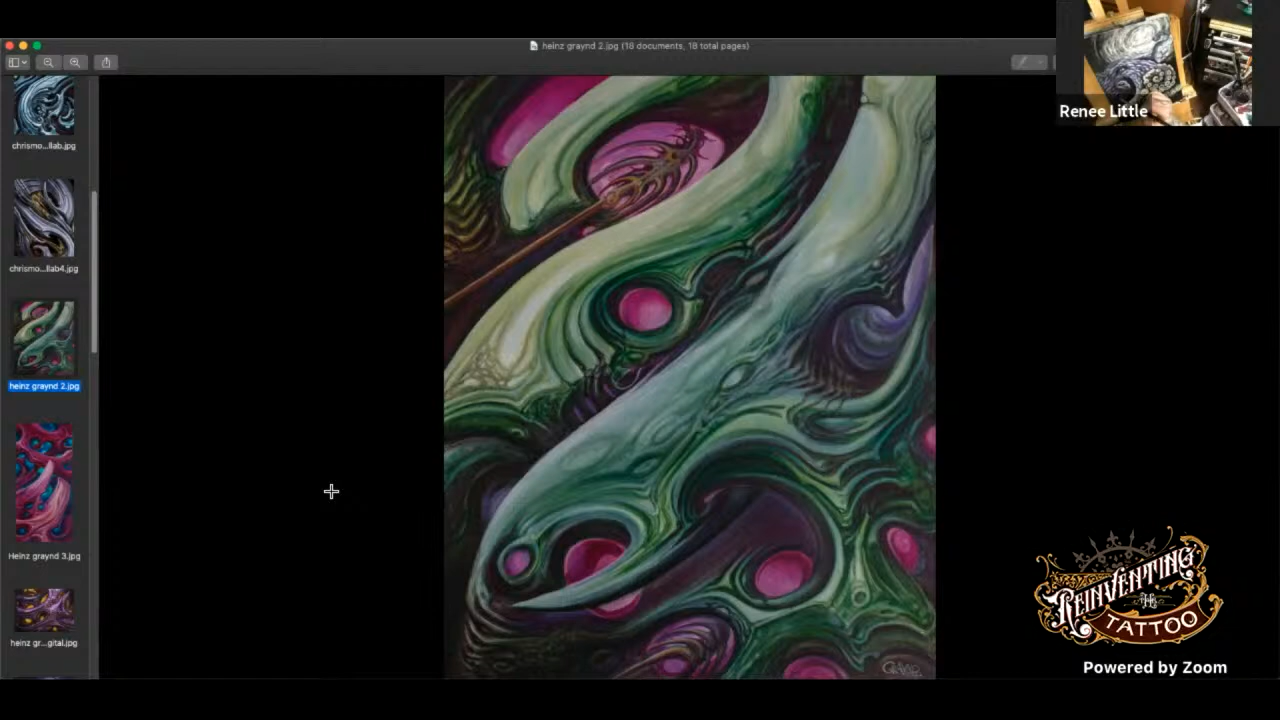 heinz graynd 2.jpg (18 documents, 18 total pages)
Renee Little
chrismo...llab.jpg
chrismo...llab4.jpg
heinz graynd 2.jpg
Heinz graynd 3.jpg
heinz gr...gital.jpg
REINVENTING
THE
TATTOO
Powered by Zoom